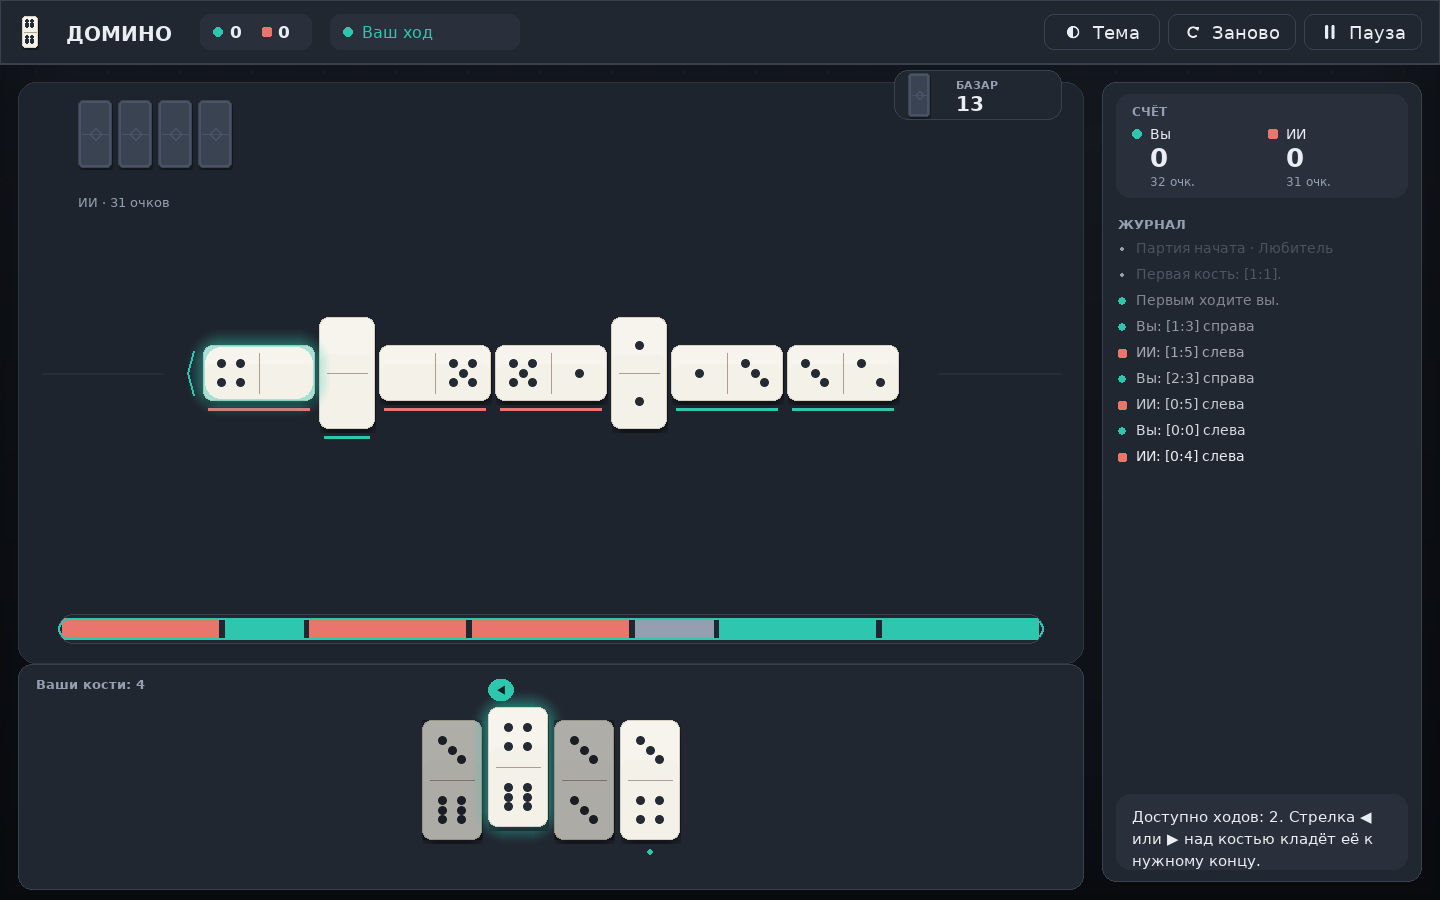 ДОМИНО
0 0
Ваш ход
Тема
Заново
Пауза
БАЗАР
13
ИИ · 31 очков
СЧЁТ
Вы ИИ
0 0
32 очк. 31 очк.
ЖУРНАЛ
Партия начата · Любитель
Первая кость: [1:1].
Первым ходите вы.
Вы: [1:3] справа
ИИ: [1:5] слева
Вы: [2:3] справа
ИИ: [0:5] слева
Вы: [0:0] слева
ИИ: [0:4] слева
Ваши кости: 4
Доступно ходов: 2. Стрелка ◀
или ▶ над костью кладёт её к
нужному концу.